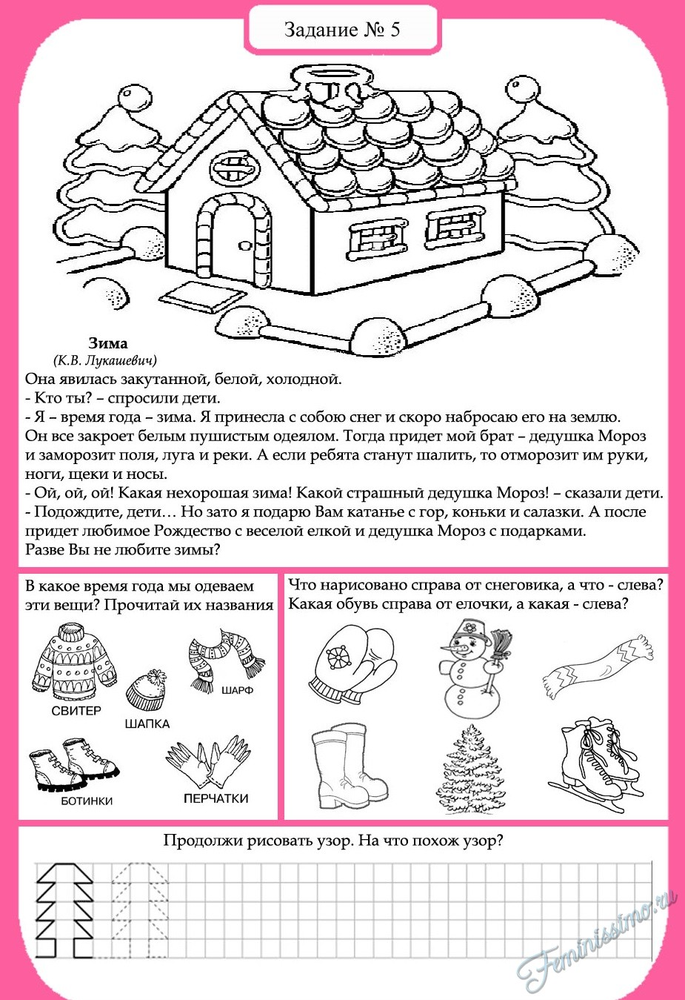 Задание № 5
Зима
(К.В. Лукашевич)
Она явилась закутанной, белой, холодной.
- Кто ты? – спросили дети.
- Я – время года – зима. Я принесла с собою снег и скоро набросаю его на землю.
Он все закроет белым пушистым одеялом. Тогда придет мой брат – дедушка Мороз
и заморозит поля, луга и реки. А если ребята станут шалить, то отморозит им руки,
ноги, щеки и носы.
- Ой, ой, ой! Какая нехорошая зима! Какой страшный дедушка Мороз! – сказали дети.
- Подождите, дети… Но зато я подарю Вам катанье с гор, коньки и салазки. А после
придет любимое Рождество с веселой елкой и дедушка Мороз с подарками.
Разве Вы не любите зимы?
В какое время года мы одеваем
эти вещи? Прочитай их названия
СВИТЕР
ШАПКА
ШАРФ
БОТИНКИ
ПЕРЧАТКИ
Что нарисовано справа от снеговика, а что - слева?
Какая обувь справа от елочки, а какая - слева?
Продолжи рисовать узор. На что похож узор?
Feminissimo.ru